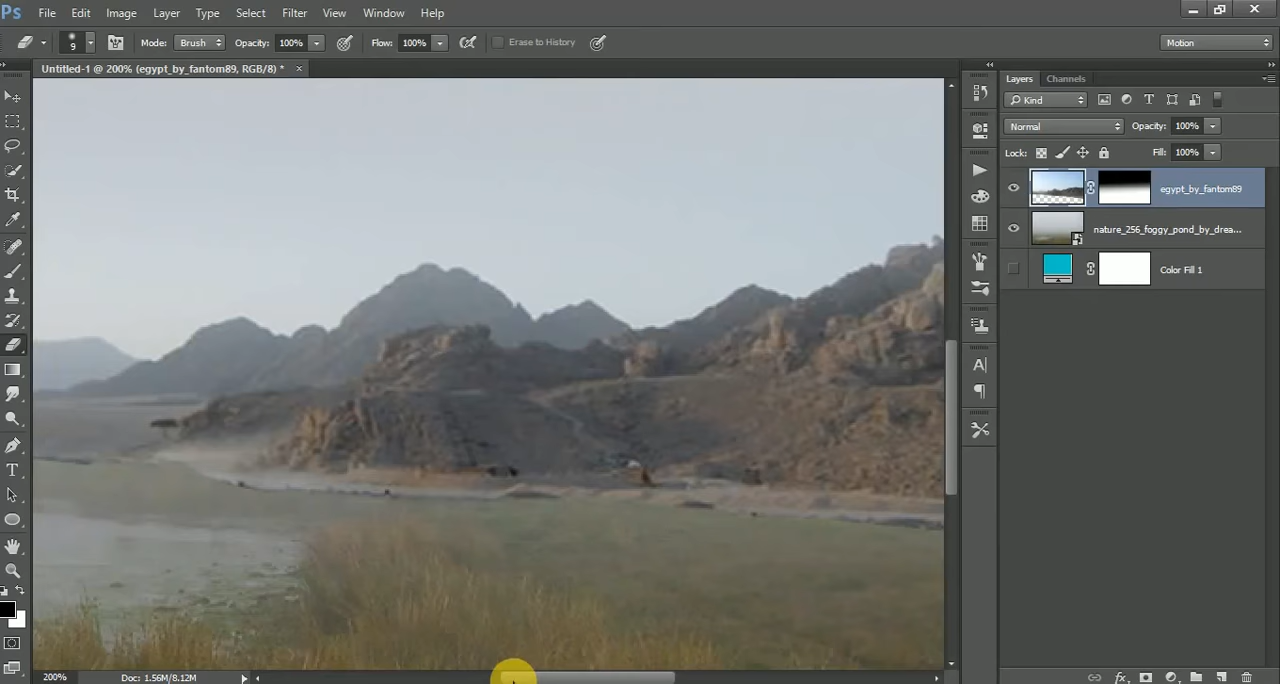 Ps File Edit Image Layer Type Select Filter View Window Help
9 Mode: Brush Opacity: 100% Flow: 100% Erase to History Motion
Untitled-1 @ 200% (egypt_by_fantom89, RGB/8) * ×
Layers Channels
Kind T
Normal Opacity: 100%
Lock: Fill: 100%
egypt_by_fantom89
nature_256_foggy_pond_by_drea...
Color Fill 1
A
T
200% Doc: 1.56M/8.12M
fx